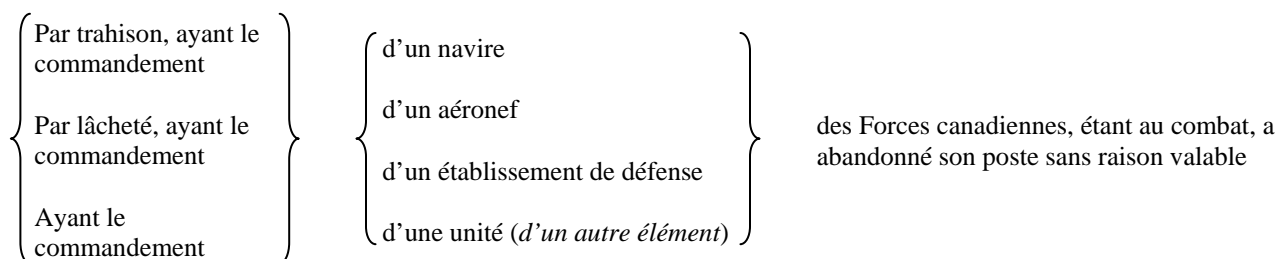 Par trahison, ayant le
commandement
Par lâcheté, ayant le
commandement
Ayant le
commandement
d’un navire
d’un aéronef
d’un établissement de défense
d’une unité (d’un autre élément)
des Forces canadiennes, étant au combat, a
abandonné son poste sans raison valable